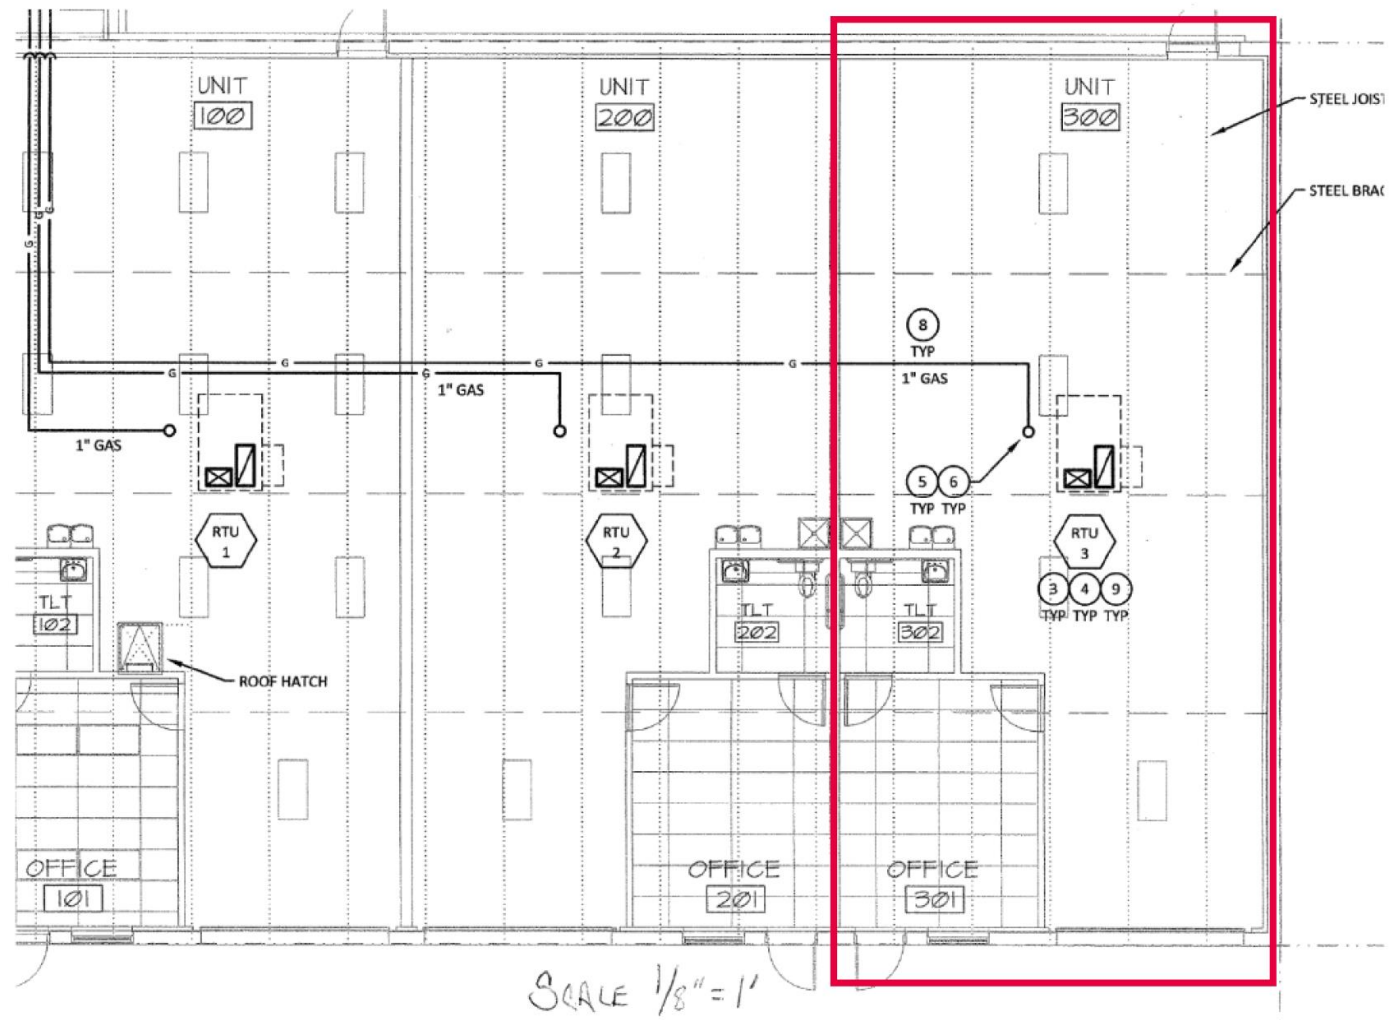 UNIT
100
UNIT
200
UNIT
300
STEEL JOIST
STEEL BRAC
G
G
G
8
TYP
G
G
G
G
G
1" GAS
1" GAS
1" GAS
5
6
TYP
TYP
RTU
1
RTU
2
RTU
3
3
4
9
TYP
TYP
TYP
TLT
102
TLT
202
TLT
302
ROOF HATCH
OFFICE
101
OFFICE
201
OFFICE
301
SCALE 1/8" = 1'